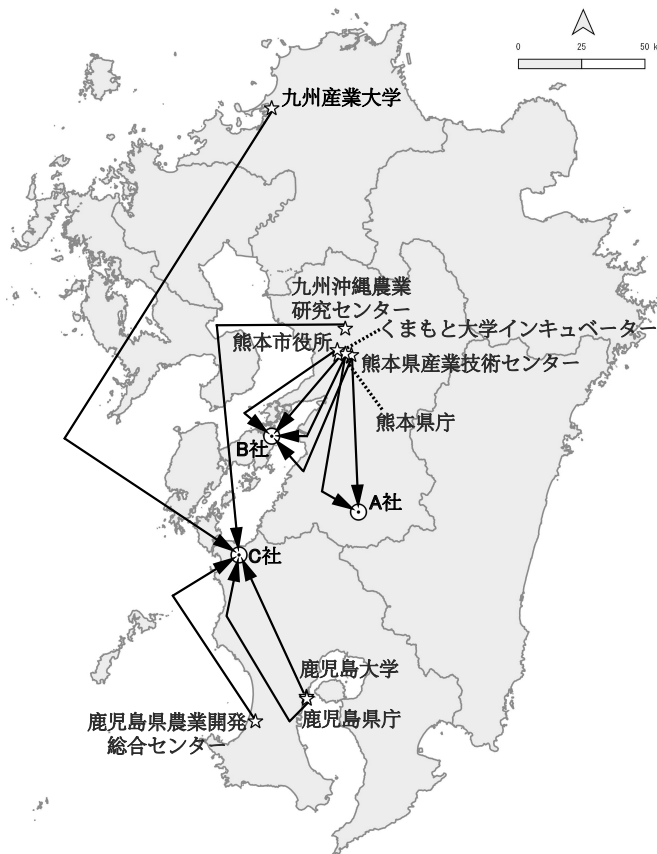 0 25 50 k
九州産業大学
九州沖縄農業
研究センター
くまもと大学インキュベーター
熊本市役所
熊本県産業技術センター
熊本県庁
B社
A社
C社
鹿児島大学
鹿児島県庁
鹿児島県農業開発
総合センター